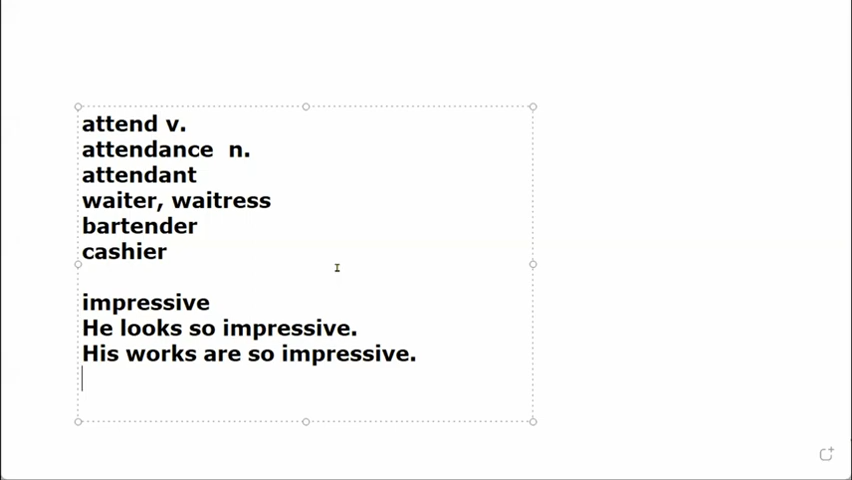 attend v.
attendance  n.
attendant
waiter, waitress
bartender
cashier
impressive
He looks so impressive.
His works are so impressive.